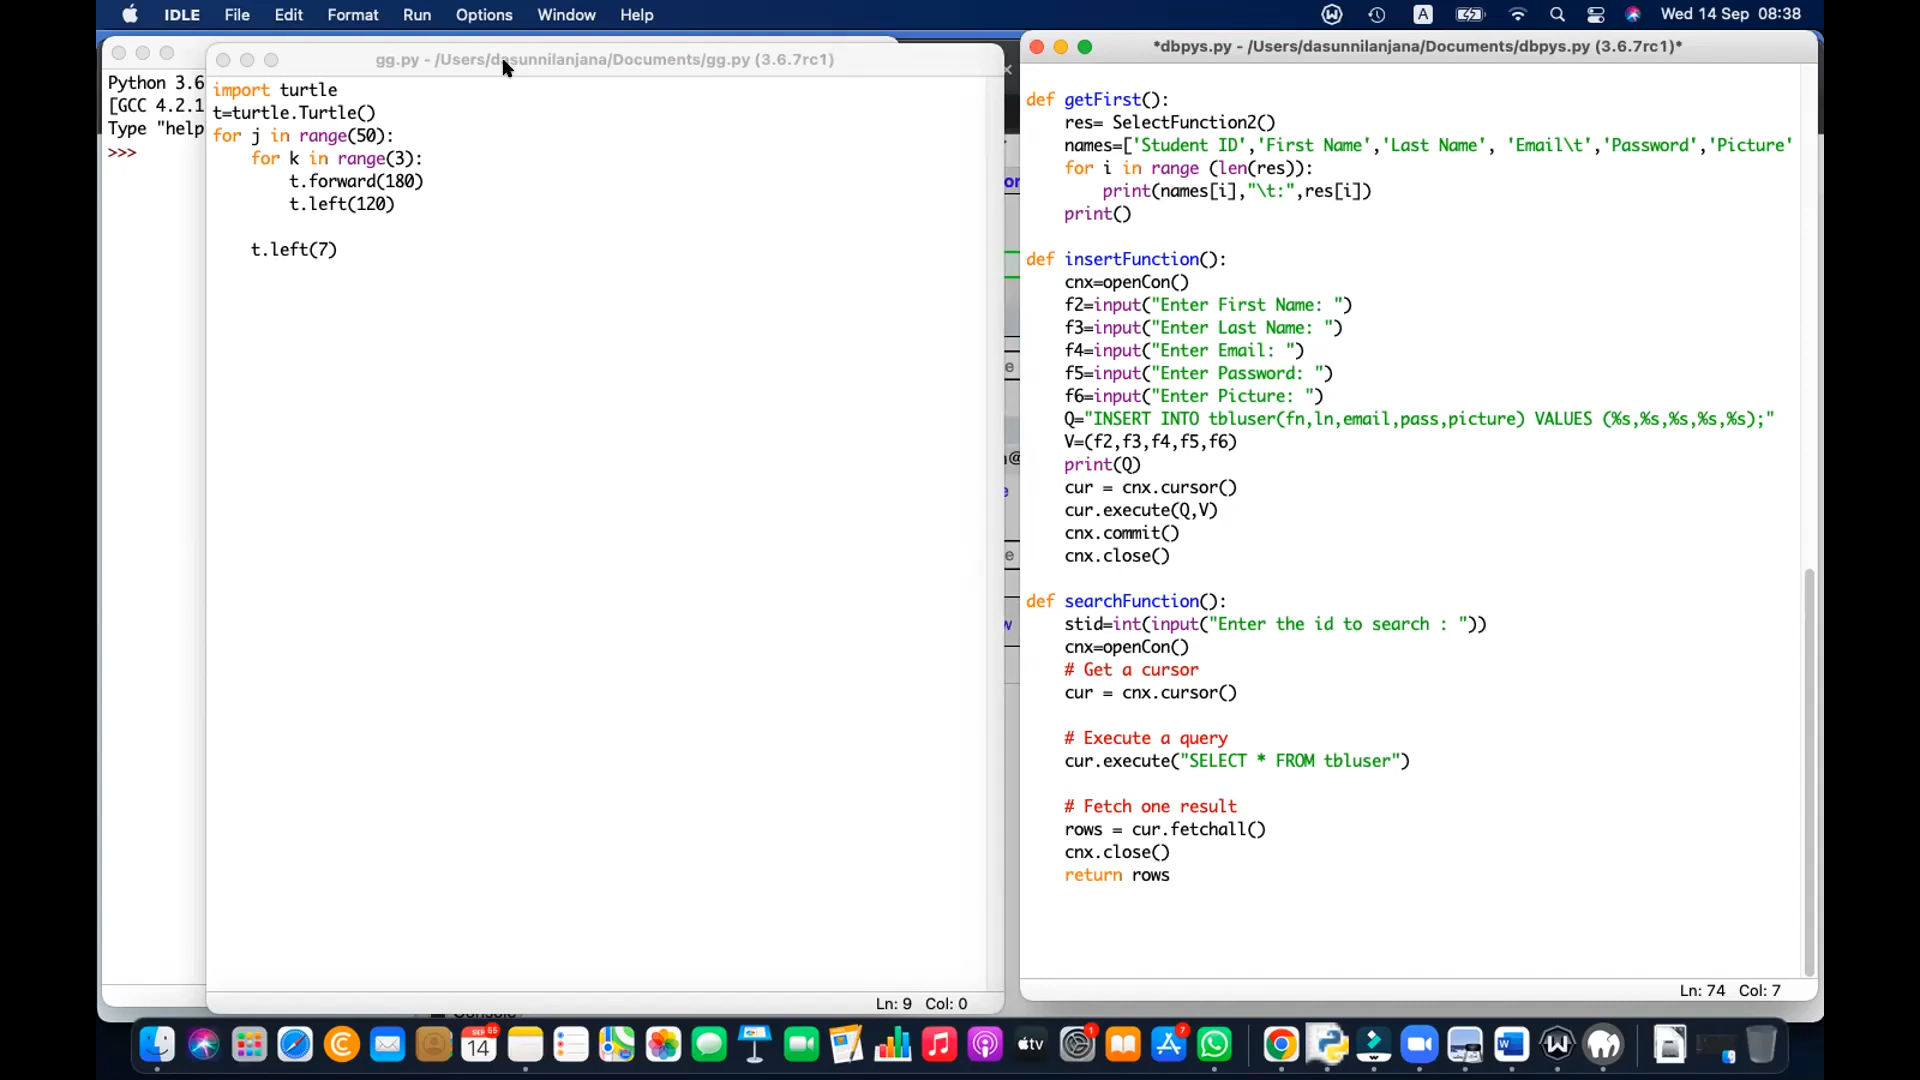 IDLE File Edit Format Run Options Window Help
A
Wed 14 Sep 08:38
Python 3.6
[GCC 4.2.1
Type "help
>>>
gg.py - /Users/dasunnilanjana/Documents/gg.py (3.6.7rc1)
import turtle
t=turtle.Turtle()
for j in range(50):
    for k in range(3):
        t.forward(180)
        t.left(120)
    t.left(7)
Ln: 9 Col: 0
*dbpys.py - /Users/dasunnilanjana/Documents/dbpys.py (3.6.7rc1)*
def getFirst():
    res= SelectFunction2()
    names=['Student ID','First Name','Last Name', 'Email\t','Password','Picture'
    for i in range (len(res)):
        print(names[i],"\t:",res[i])
    print()
def insertFunction():
    cnx=openCon()
    f2=input("Enter First Name: ")
    f3=input("Enter Last Name: ")
    f4=input("Enter Email: ")
    f5=input("Enter Password: ")
    f6=input("Enter Picture: ")
    Q="INSERT INTO tbluser(fn,ln,email,pass,picture) VALUES (%s,%s,%s,%s,%s);"
    V=(f2,f3,f4,f5,f6)
    print(Q)
    cur = cnx.cursor()
    cur.execute(Q,V)
    cnx.commit()
    cnx.close()
def searchFunction():
    stid=int(input("Enter the id to search : "))
    cnx=openCon()
    # Get a cursor
    cur = cnx.cursor()
    # Execute a query
    cur.execute("SELECT * FROM tbluser")
    # Fetch one result
    rows = cur.fetchall()
    cnx.close()
    return rows
Ln: 74 Col: 7
SEP 55
14
tv
1
7
W